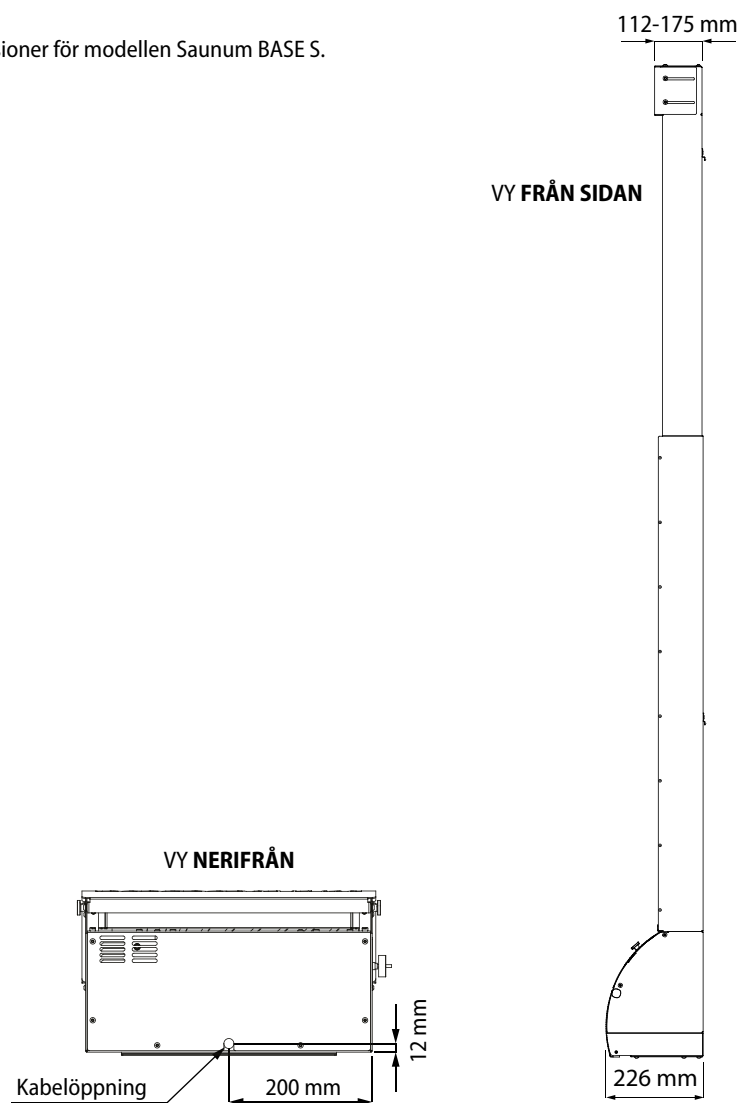 112-175 mm
sioner för modellen Saunum BASE S.
VY FRÅN SIDAN
VY NERIFRÅN
12 mm
Kabelöppning
200 mm
226 mm